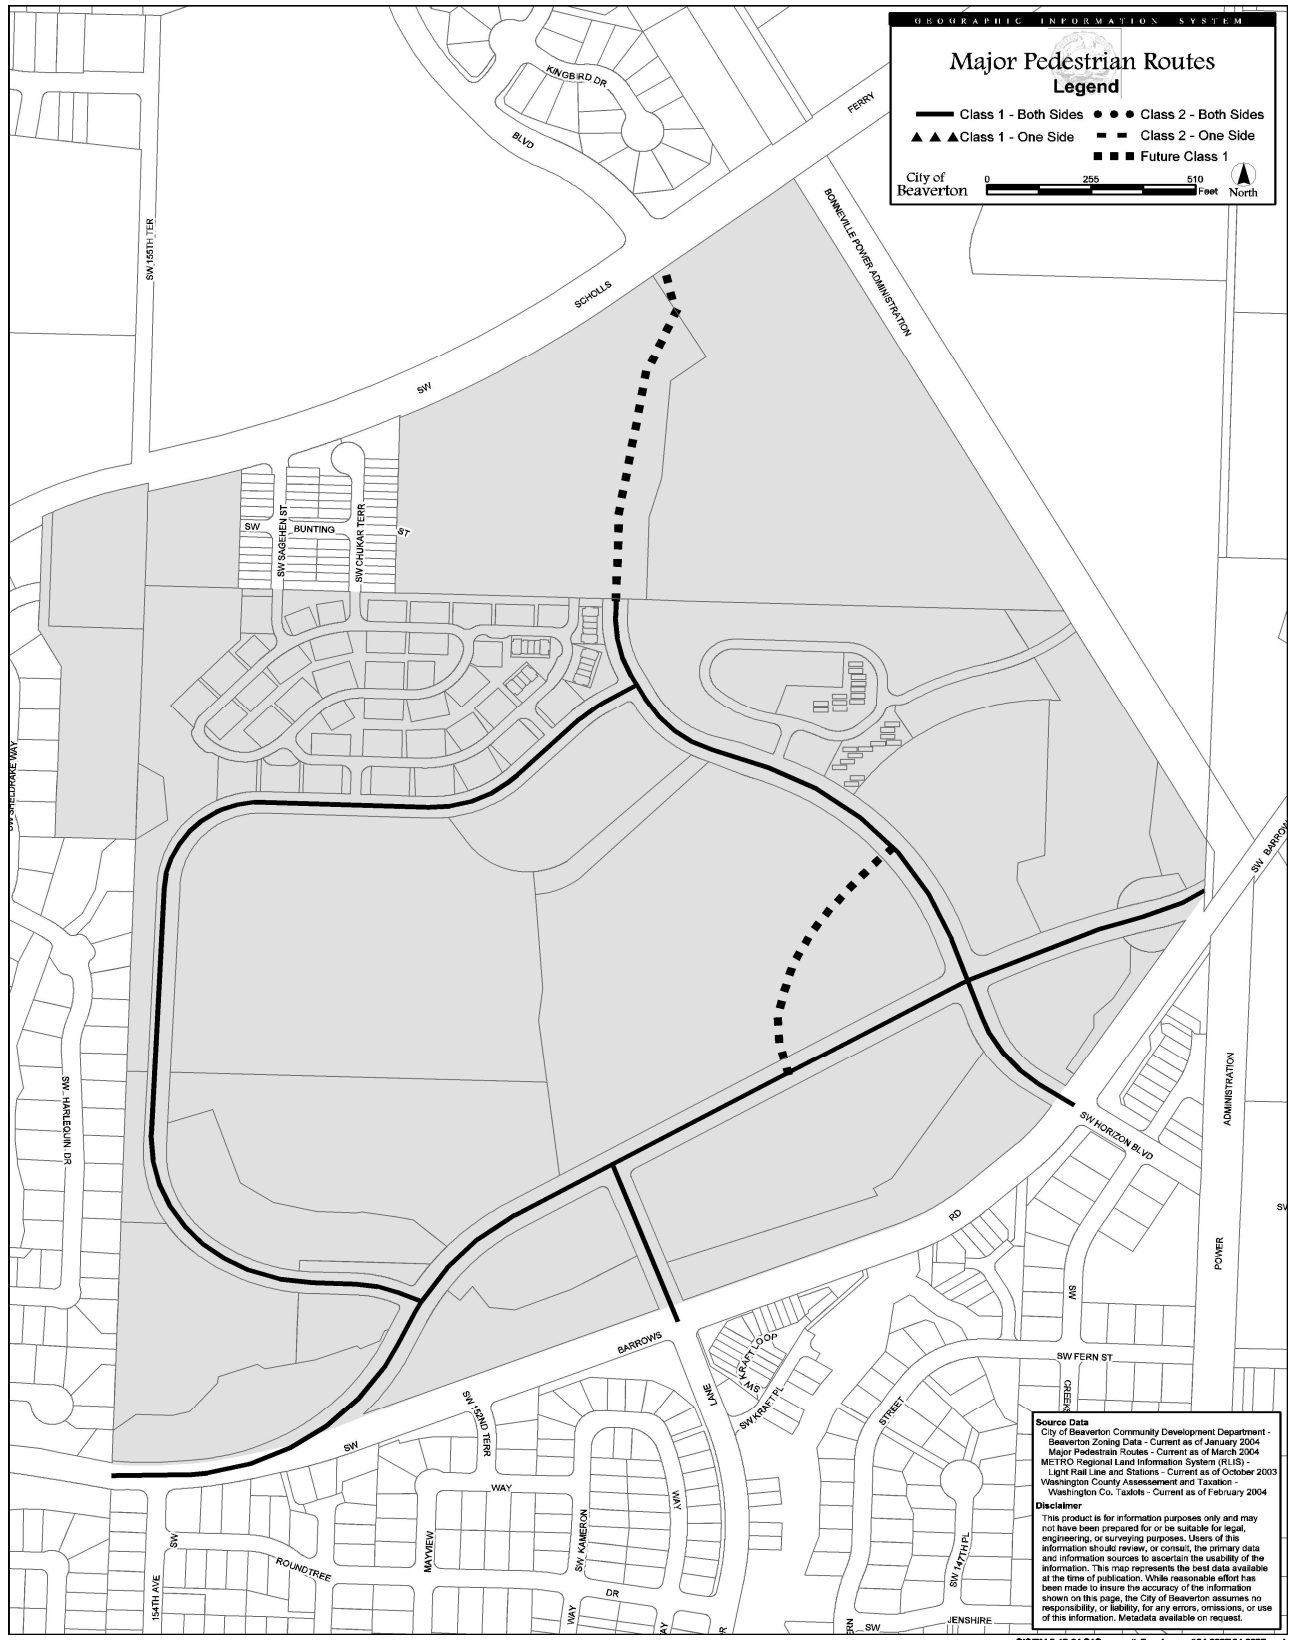 GEOGRAPHIC INFORMATION SYSTEM
Major Pedestrian Routes
Legend
Class 1 - Both Sides
Class 2 - Both Sides
Class 1 - One Side
Class 2 - One Side
Future Class 1
City of
Beaverton
0 255 510
Feet
North
KINGBIRD DR
BLVD
FERRY
SCHOLLS
SW
BONNEVILLE POWER ADMINISTRATION
SW 155TH TER
SW BUNTING ST
SW SAGEHEN ST
SW CHUKAR TERR
SW SHELDRAKE WAY
SW HARLEQUIN DR
SW BARROW
ADMINISTRATION
POWER
SW HORIZON BLVD
RD
BARROWS
SW
SW
SW FERN ST
SW KRAFT LOOP
SW KRAFT PL
LANE
STREET
SW 152ND TERR
WAY
WAY
MAYVIEW
SW KAMERON
WAY
DR
SW
ROUNDTREE
154TH AVE
SW 147TH PL
SW
JENSHIRE
Source Data
City of Beaverton Community Development Department -
Beaverton Zoning Data - Current as of January 2004
Major Pedestrian Routes - Current as of March 2004
METRO Regional Land Information System (RLIS) -
Light Rail Line and Stations - Current as of October 2003
Washington County Assessement and Taxation -
Washington Co. Taxlots - Current as of February 2004
Disclaimer
This product is for information purposes only and may
not have been prepared for or be suitable for legal,
engineering, or surveying purposes. Users of this
information should review, or consult, the primary data
and information sources to ascertain the usability of the
information. This map represents the best data available
at the time of publication. While reasonable effort has
been made to insure the accuracy of the information
shown on this page, the City of Beaverton assumes no
responsibility, or liability, for any errors, omissions, or use
of this information. Metadata available on request.